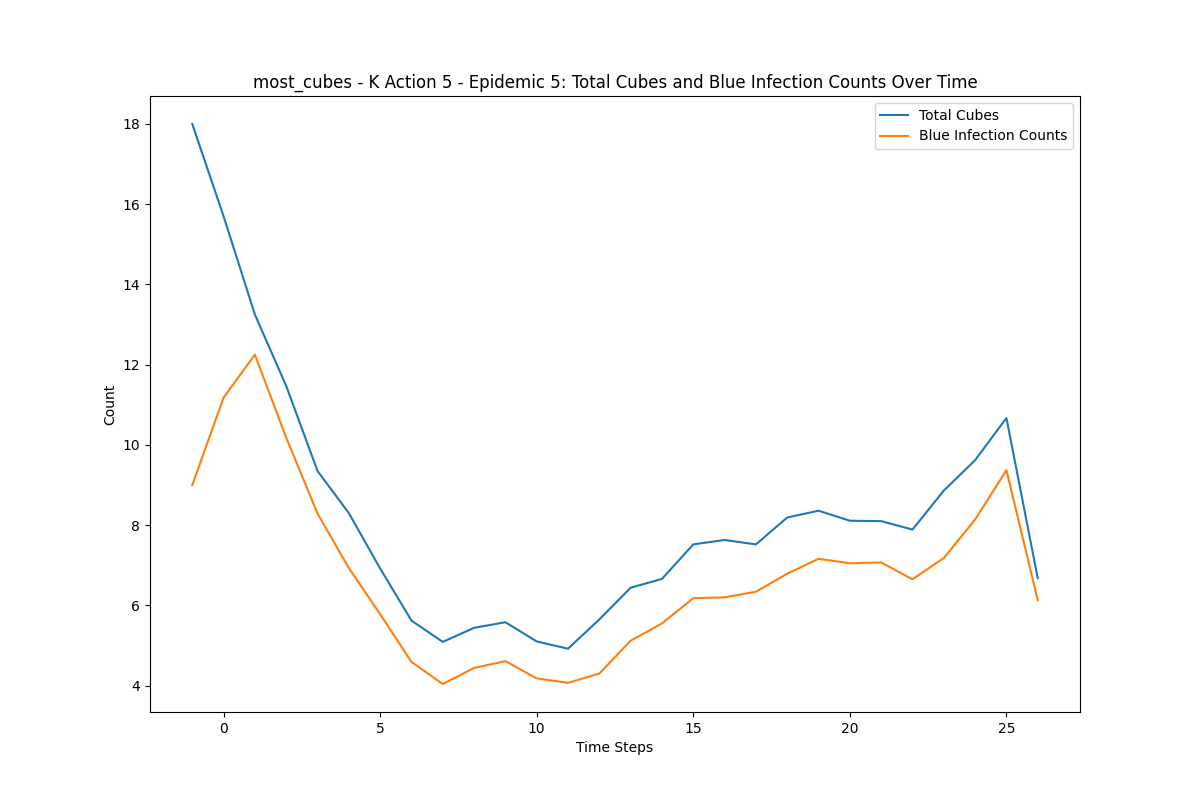 most_cubes - K Action 5 - Epidemic 5: Total Cubes and Blue Infection Counts Over Time
Total Cubes
Blue Infection Counts
18
16
14
12
10
8
6
4
Count
0 5 10 15 20 25
Time Steps